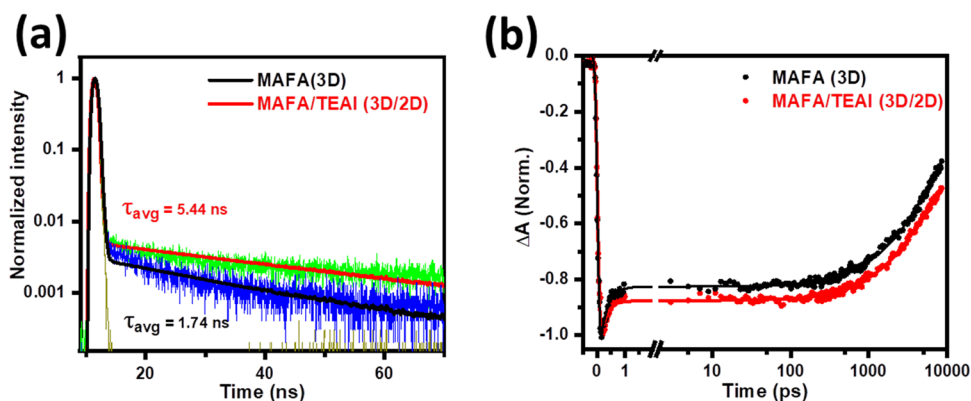 (a)
Normalized intensity
1
0.1
0.01
0.001
MAFA(3D)
MAFA/TEAI (3D/2D)
τavg = 5.44 ns
τavg = 1.74 ns
20
40
60
Time (ns)
(b)
ΔA (Norm.)
0.0
-0.2
-0.4
-0.6
-0.8
-1.0
MAFA (3D)
MAFA/TEAI (3D/2D)
0
1
10
100
1000
10000
Time (ps)